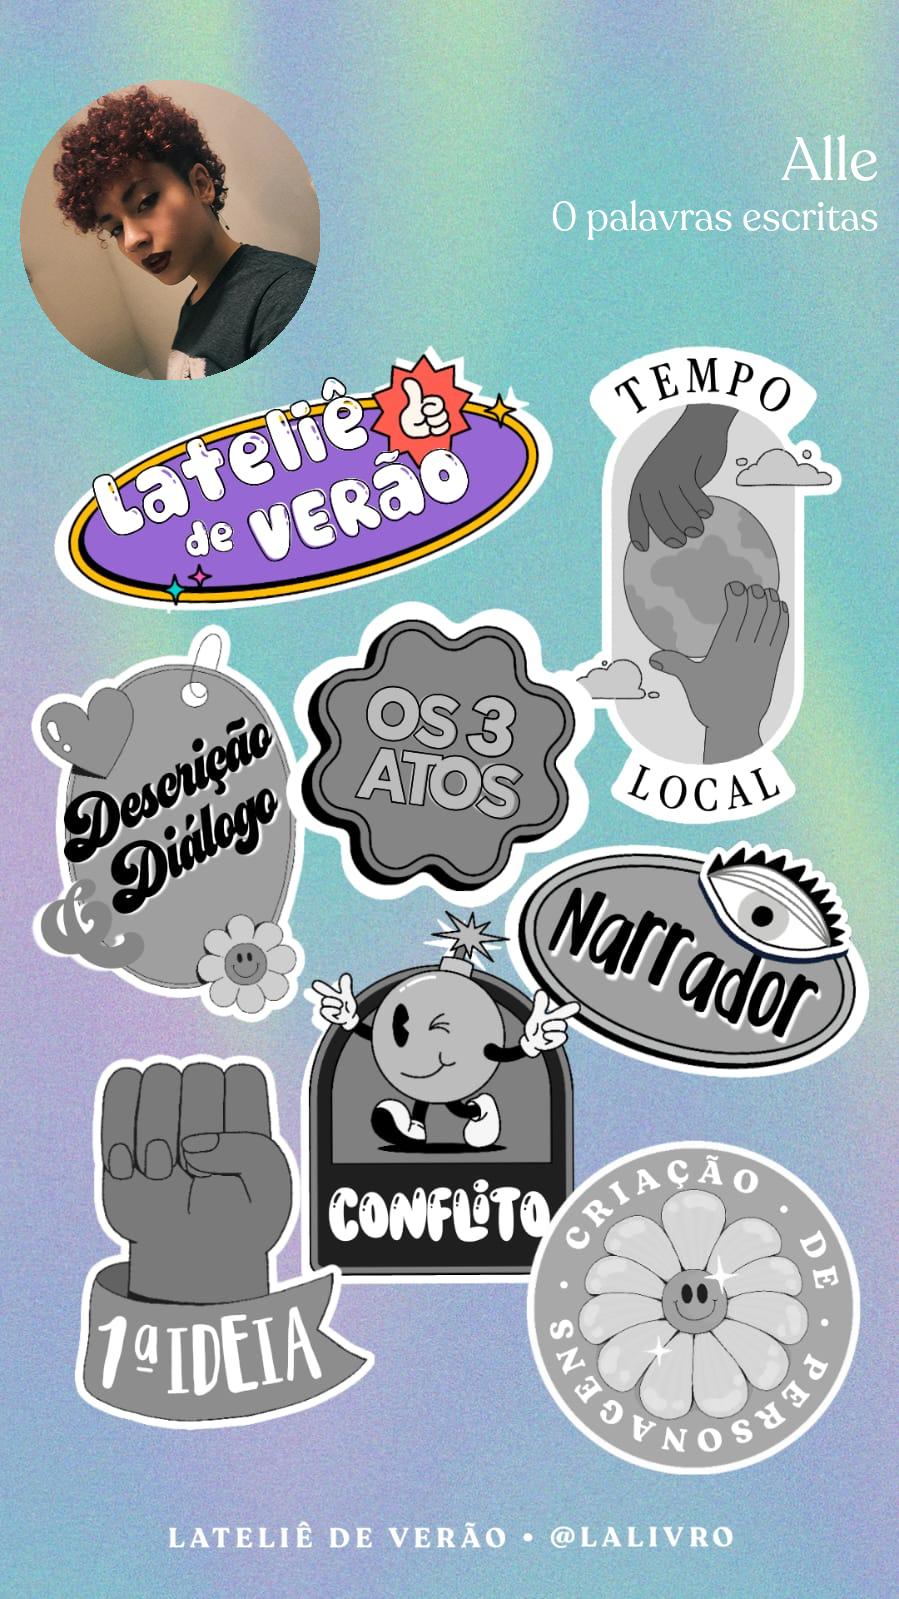 Alle
0 palavras escritas
Lateliê
de VERÃO
TEMPO
LOCAL
OS 3
ATOS
Descrição
Diálogo
&
Narrador
CONFLITO
1ª IDEIA
CRIAÇÃO · DE · PERSONAGENS ·
LATELIÊ DE VERÃO • @LALIVRO